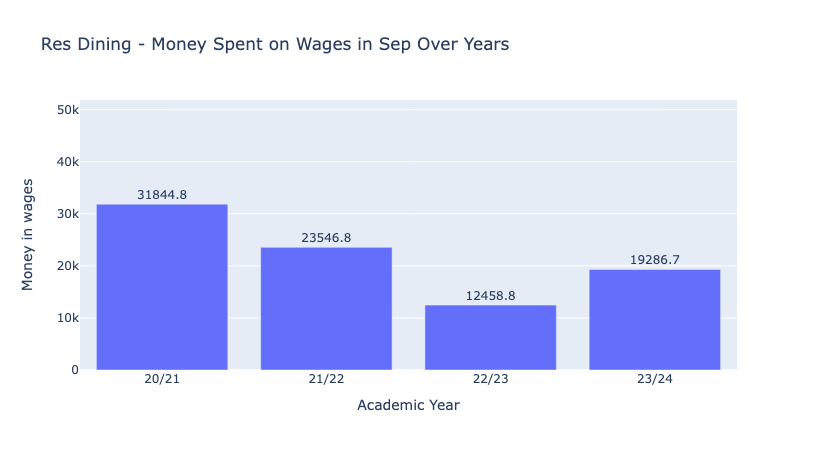 Res Dining - Money Spent on Wages in Sep Over Years
50k
40k
30k
20k
10k
0
Money in wages
31844.8
23546.8
12458.8
19286.7
20/21
21/22
22/23
23/24
Academic Year